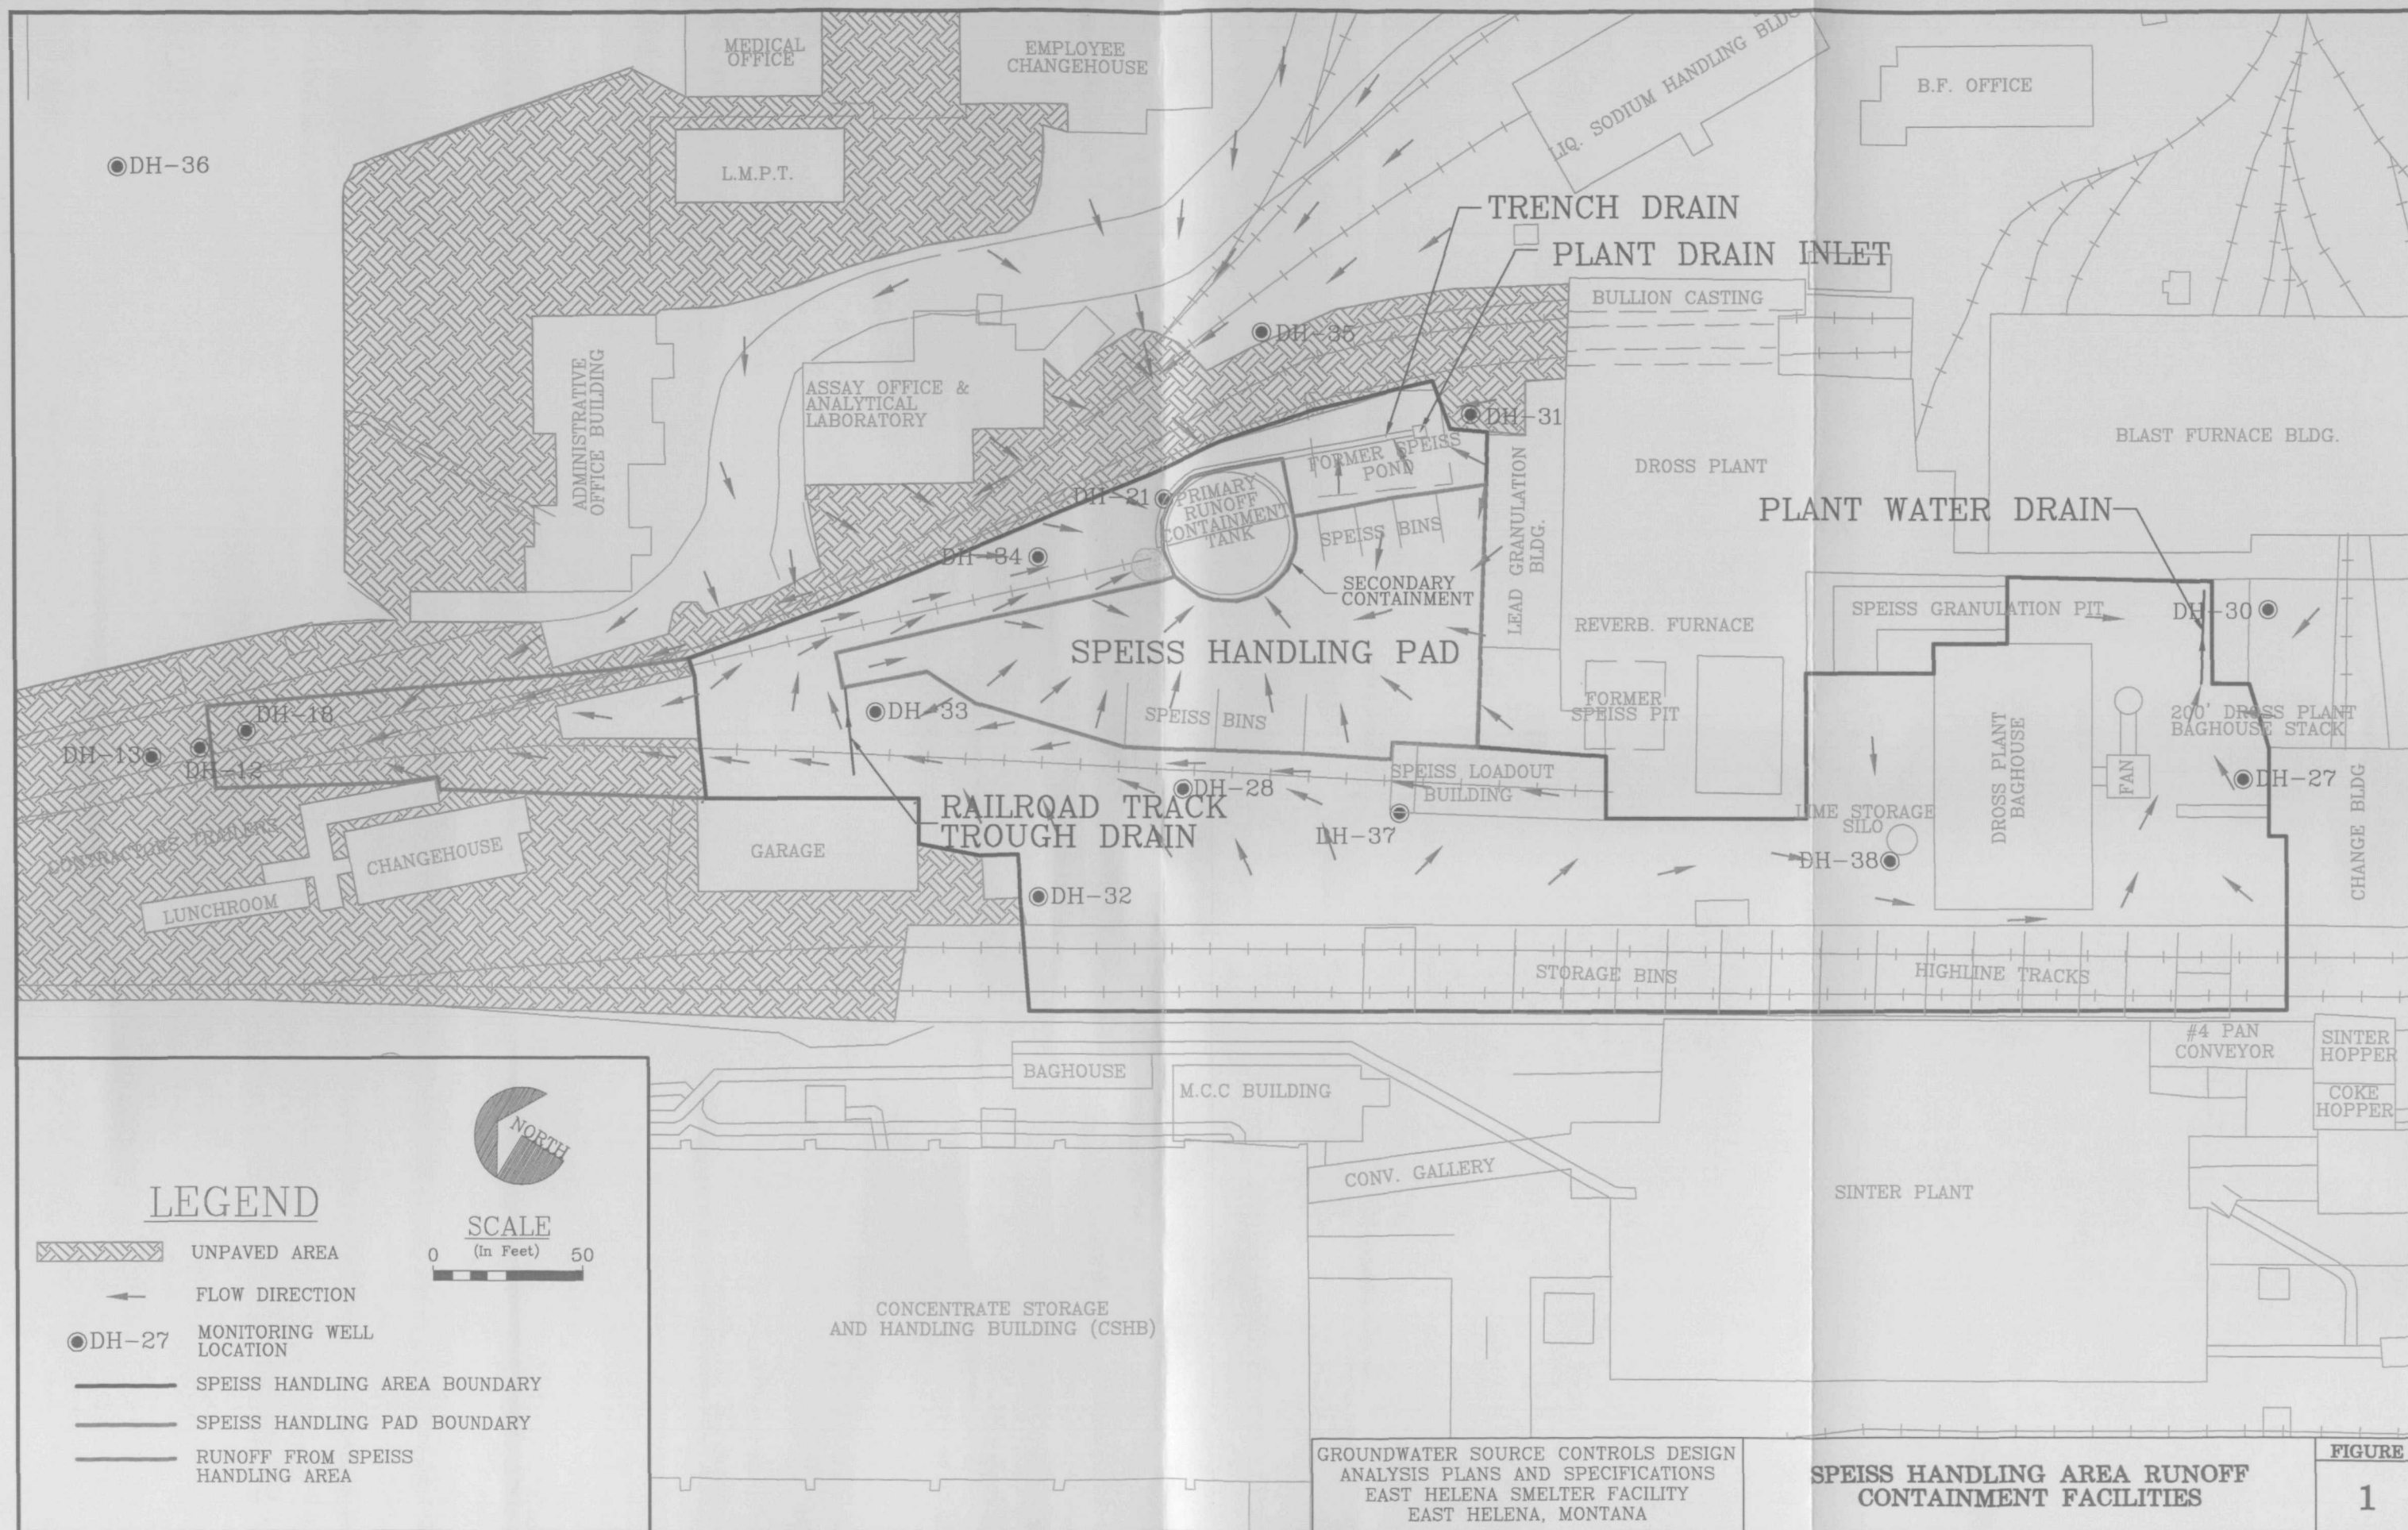 MEDICAL
OFFICE
EMPLOYEE
CHANGEHOUSE
LIQ. SODIUM HANDLING BLDG
B.F. OFFICE
DH-36
L.M.P.T.
TRENCH DRAIN
PLANT DRAIN INLET
BULLION CASTING
DH-35
ADMINISTRATIVE
OFFICE BUILDING
ASSAY OFFICE &
ANALYTICAL
LABORATORY
DH-31
BLAST FURNACE BLDG.
FORMER SPEISS
POND
DROSS PLANT
DH-21
PRIMARY
RUNOFF
CONTAINMENT
TANK
SPEISS BINS
LEAD GRANULATION
BLDG.
PLANT WATER DRAIN
DH-34
SECONDARY
CONTAINMENT
SPEISS GRANULATION PIT
DH-30
REVERB. FURNACE
SPEISS HANDLING PAD
FORMER
SPEISS PIT
DH-18
DH-33
SPEISS BINS
200' DROSS PLANT
BAGHOUSE STACK
DH-13
DH-12
DROSS PLANT
BAGHOUSE
FAN
DH-27
CHANGE BLDG
SPEISS LOADOUT
BUILDING
DH-28
RAILROAD TRACK
TROUGH DRAIN
DH-37
LIME STORAGE
SILO
DH-38
CONTRACTORS TRAILERS
CHANGEHOUSE
GARAGE
LUNCHROOM
DH-32
STORAGE BINS
HIGHLINE TRACKS
#4 PAN
CONVEYOR
SINTER
HOPPER
COKE
HOPPER
BAGHOUSE
M.C.C BUILDING
CONV. GALLERY
SINTER PLANT
CONCENTRATE STORAGE
AND HANDLING BUILDING (CSHB)
NORTH
LEGEND
SCALE
(In Feet)
0 50
UNPAVED AREA
FLOW DIRECTION
DH-27 MONITORING WELL
LOCATION
SPEISS HANDLING AREA BOUNDARY
SPEISS HANDLING PAD BOUNDARY
RUNOFF FROM SPEISS
HANDLING AREA
GROUNDWATER SOURCE CONTROLS DESIGN
ANALYSIS PLANS AND SPECIFICATIONS
EAST HELENA SMELTER FACILITY
EAST HELENA, MONTANA
SPEISS HANDLING AREA RUNOFF
CONTAINMENT FACILITIES
FIGURE
1